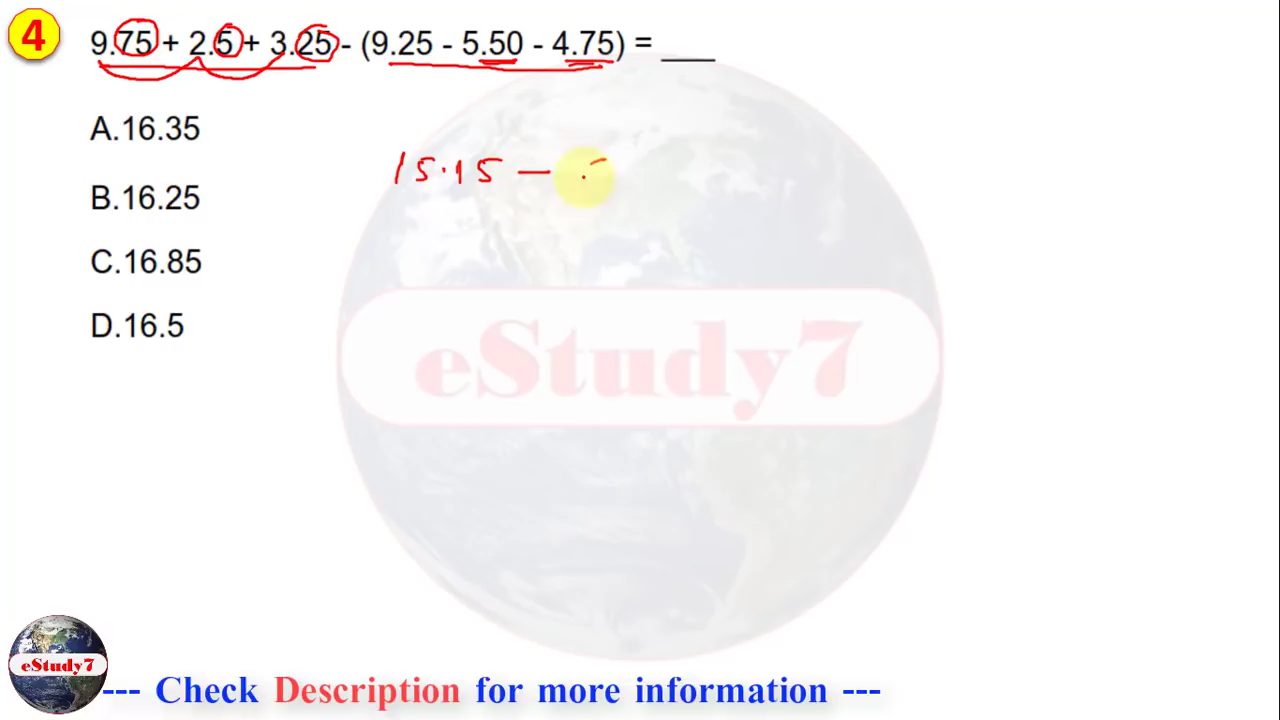 4
9.75 + 2.5 + 3.25 - (9.25 - 5.50 - 4.75) = ___
A.16.35
15.15 —
B.16.25
C.16.85
D.16.5
eStudy7
eStudy7
--- Check Description for more information ---